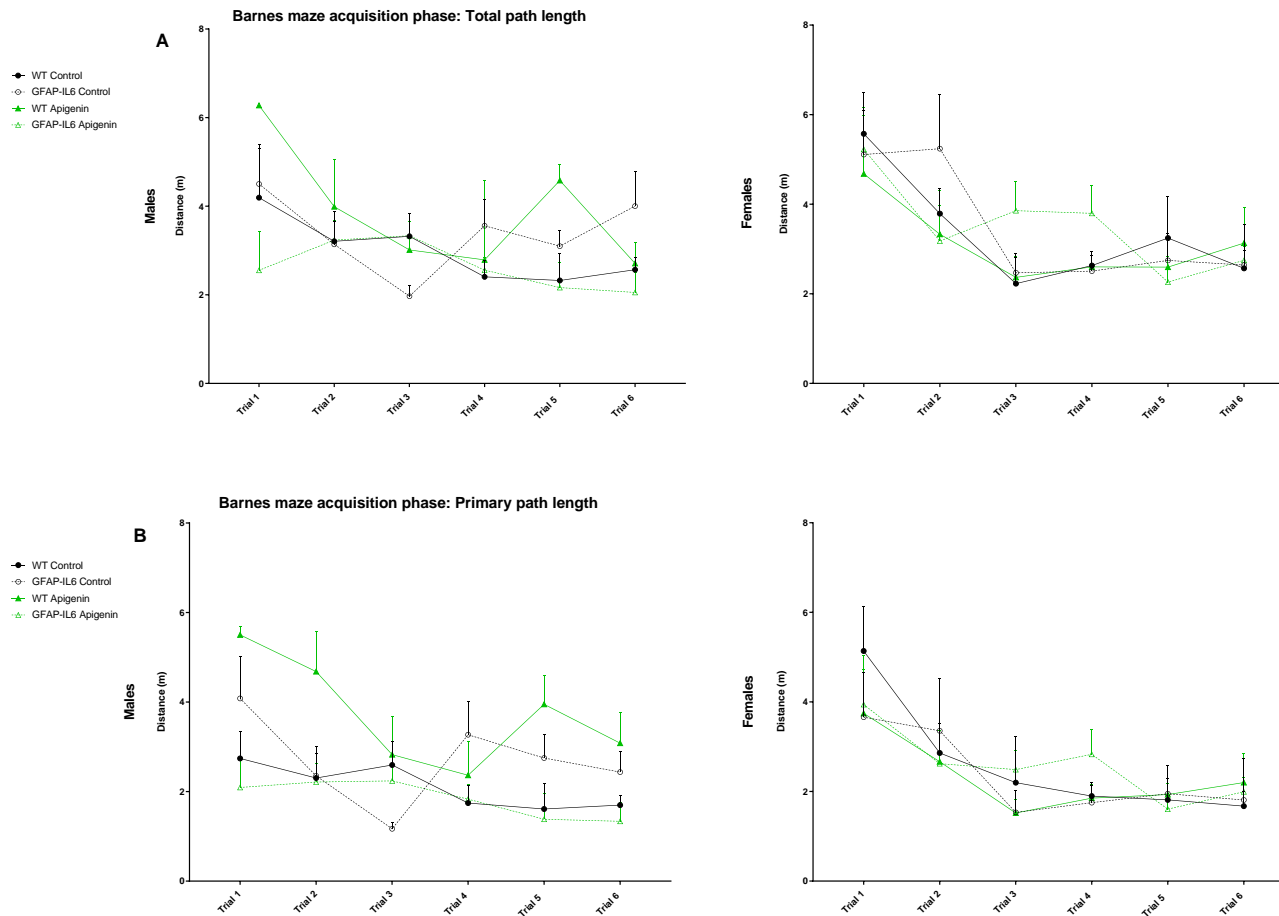 Barnes maze acquisition phase: Total path length
A
WT Control
GFAP-IL6 Control
WT Apigenin
GFAP-IL6 Apigenin
Males
Distance (m)
8
6
4
2
0
Trial 1
Trial 2
Trial 3
Trial 4
Trial 5
Trial 6
Females
Distance (m)
8
6
4
2
0
Trial 1
Trial 2
Trial 3
Trial 4
Trial 5
Trial 6
Barnes maze acquisition phase: Primary path length
B
WT Control
GFAP-IL6 Control
WT Apigenin
GFAP-IL6 Apigenin
Males
Distance (m)
8
6
4
2
0
Trial 1
Trial 2
Trial 3
Trial 4
Trial 5
Trial 6
Females
Distance (m)
8
6
4
2
0
Trial 1
Trial 2
Trial 3
Trial 4
Trial 5
Trial 6